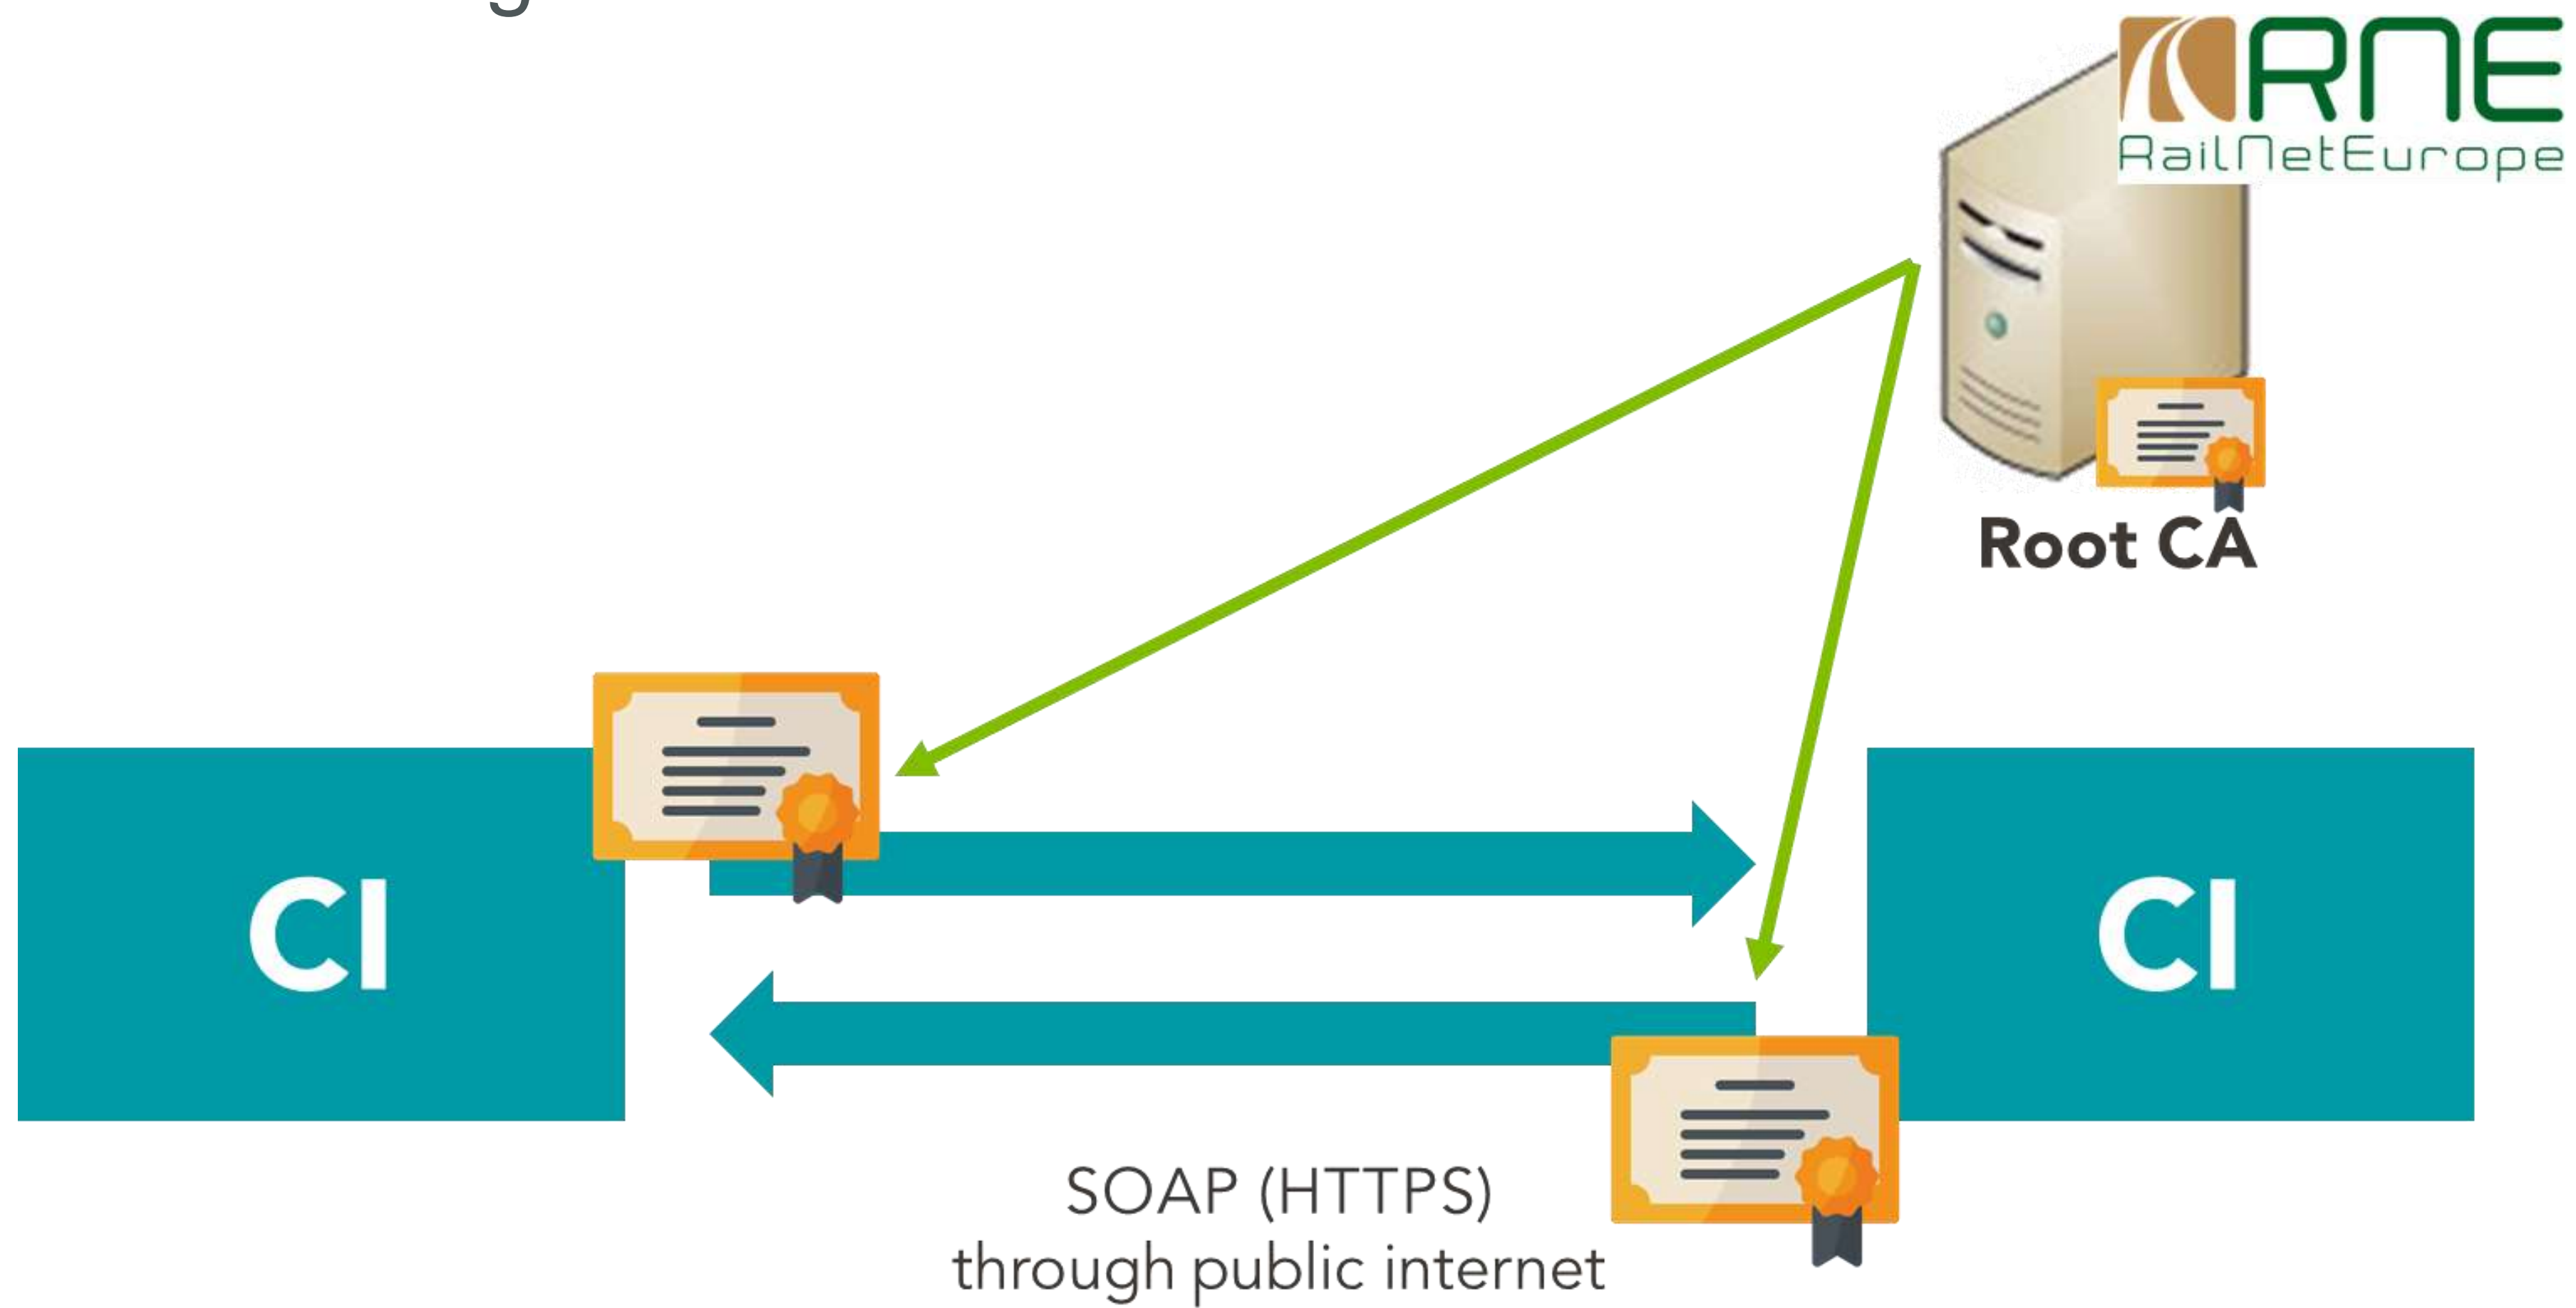 RNE
RailNetEurope
Root CA
CI
CI
SOAP (HTTPS)
through public internet